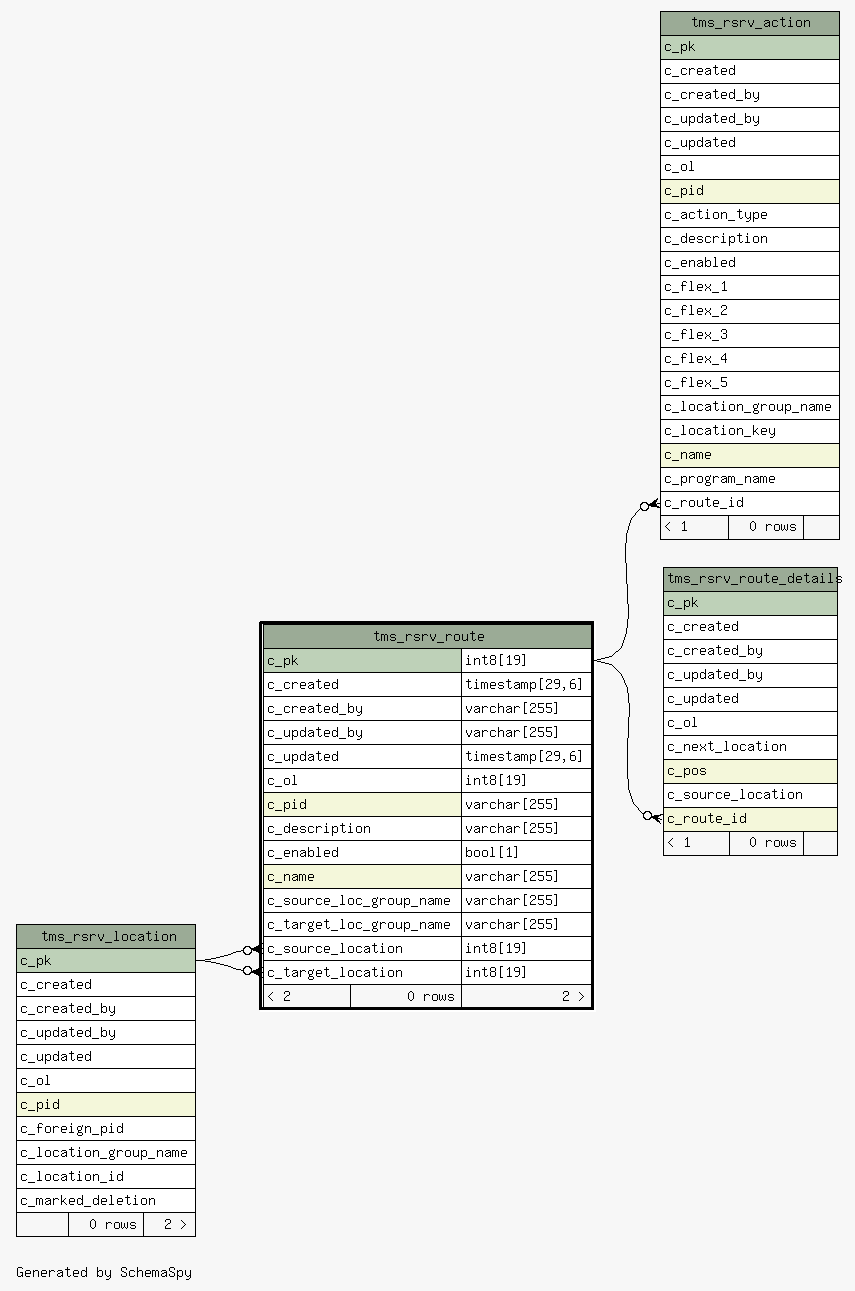 tms_rsrv_action
c_pk
c_created
c_created_by
c_updated_by
c_updated
c_ol
c_pid
c_action_type
c_description
c_enabled
c_flex_1
c_flex_2
c_flex_3
c_flex_4
c_flex_5
c_location_group_name
c_location_key
c_name
c_program_name
c_route_id
< 1 0 rows
tms_rsrv_route_details
c_pk
c_created
c_created_by
c_updated_by
c_updated
c_ol
c_next_location
c_pos
c_source_location
c_route_id
< 1 0 rows
tms_rsrv_route
c_pk int8[19]
c_created timestamp[29,6]
c_created_by varchar[255]
c_updated_by varchar[255]
c_updated timestamp[29,6]
c_ol int8[19]
c_pid varchar[255]
c_description varchar[255]
c_enabled bool[1]
c_name varchar[255]
c_source_loc_group_name varchar[255]
c_target_loc_group_name varchar[255]
c_source_location int8[19]
c_target_location int8[19]
< 2 0 rows 2 >
tms_rsrv_location
c_pk
c_created
c_created_by
c_updated_by
c_updated
c_ol
c_pid
c_foreign_pid
c_location_group_name
c_location_id
c_marked_deletion
0 rows 2 >
Generated by SchemaSpy